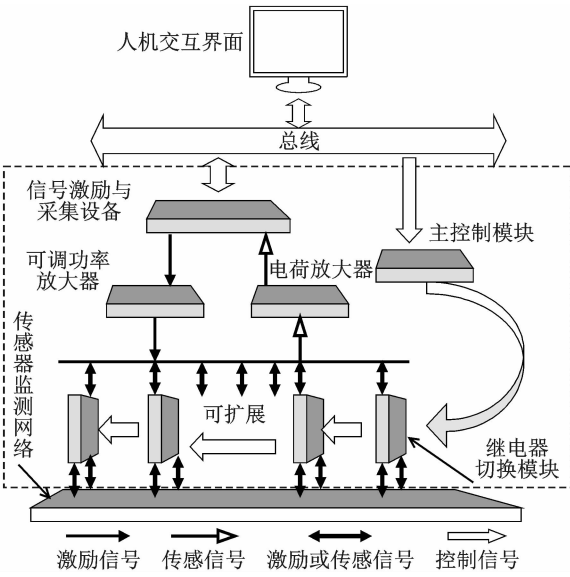 人机交互界面
总线
信号激励与
采集设备
主控制模块
可调功率
放大器
电荷放大器
传感器监测网络
可扩展
继电器
切换模块
激励信号
传感信号
激励或传感信号
控制信号